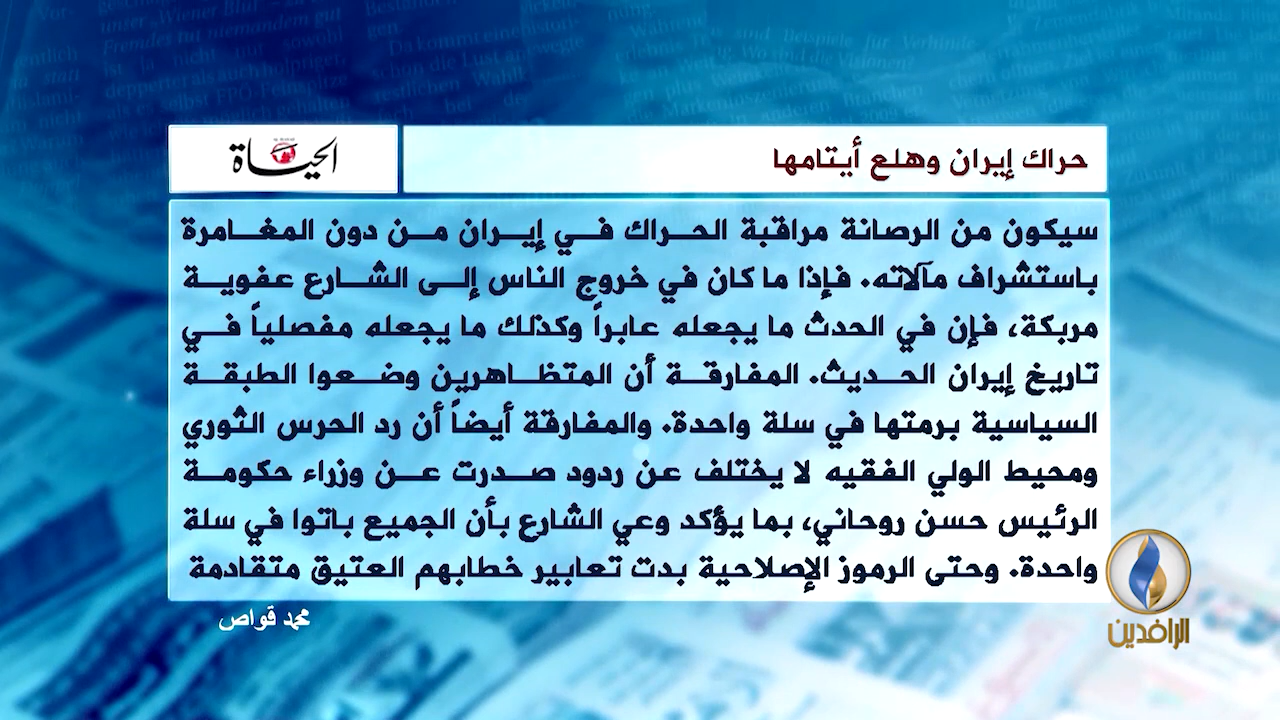 حراك إيران وهلع أيتامها
الحياة
سيكون من الرصانة مراقبة الحراك في إيران من دون المغامرة
باستشراف مآلاته. فإذا ما كان في خروج الناس إلى الشارع عفوية
مربكة، فإن في الحدث ما يجعله عابراً وكذلك ما يجعله مفصلياً في
تاريخ إيران الحديث. المفارقة أن المتظاهرين وضعوا الطبقة
السياسية برمتها في سلة واحدة. والمفارقة أيضاً أن رد الحرس الثوري
ومحيط الولي الفقيه لا يختلف عن ردود صدرت عن وزراء حكومة
الرئيس حسن روحاني، بما يؤكد وعي الشارع بأن الجميع باتوا في سلة
واحدة. وحتى الرموز الإصلاحية بدت تعابير خطابهم العتيق متقادمة
محمد قواص
الرافدين